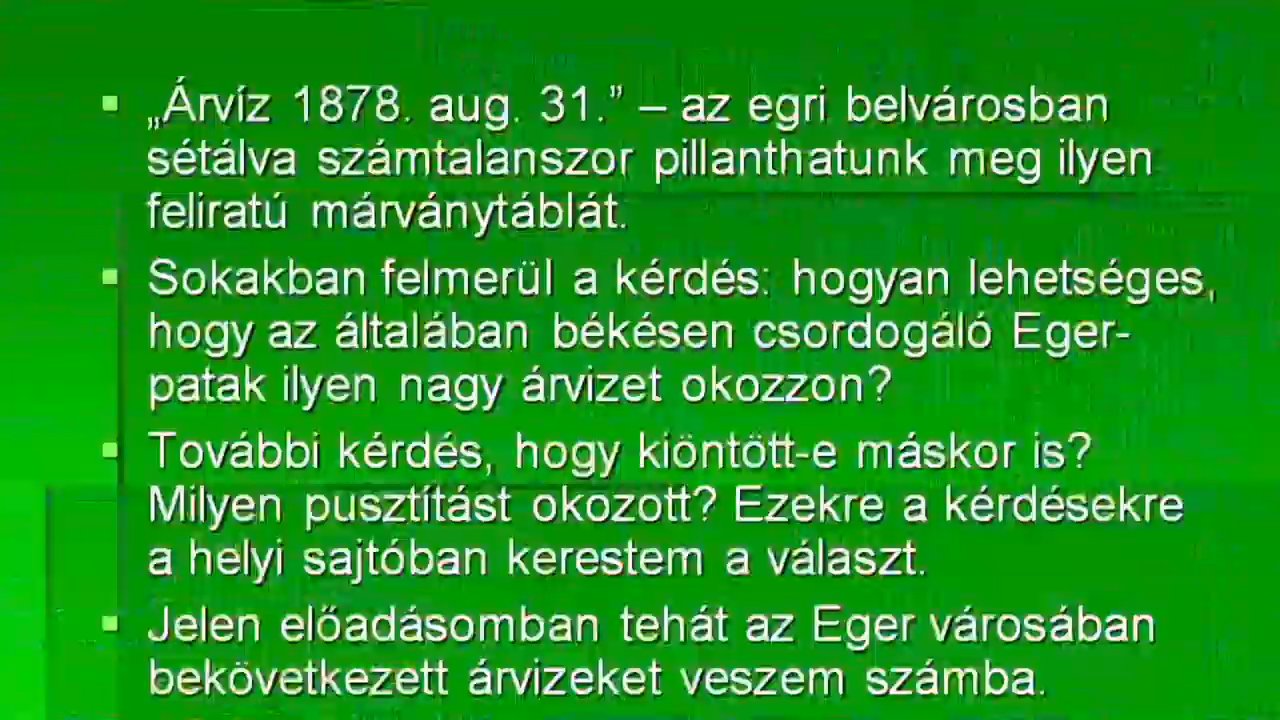 „Árvíz 1878. aug. 31.” – az egri belvárosban
sétálva számtalanszor pillanthatunk meg ilyen
feliratú márványtáblát.
Sokakban felmerül a kérdés: hogyan lehetséges,
hogy az általában békésen csordogáló Eger-
patak ilyen nagy árvizet okozzon?
További kérdés, hogy kiöntött-e máskor is?
Milyen pusztítást okozott? Ezekre a kérdésekre
a helyi sajtóban kerestem a választ.
Jelen előadásomban tehát az Eger városában
bekövetkezett árvizeket veszem számba.